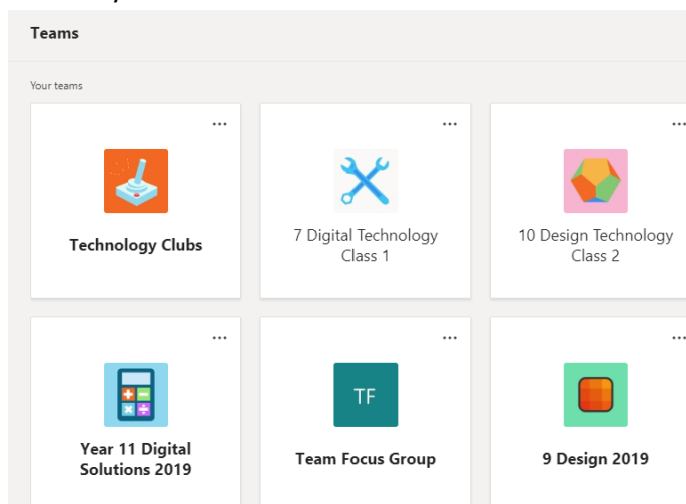 Teams
Your teams
Technology Clubs
7 Digital Technology
Class 1
10 Design Technology
Class 2
Year 11 Digital
Solutions 2019
TF
Team Focus Group
9 Design 2019